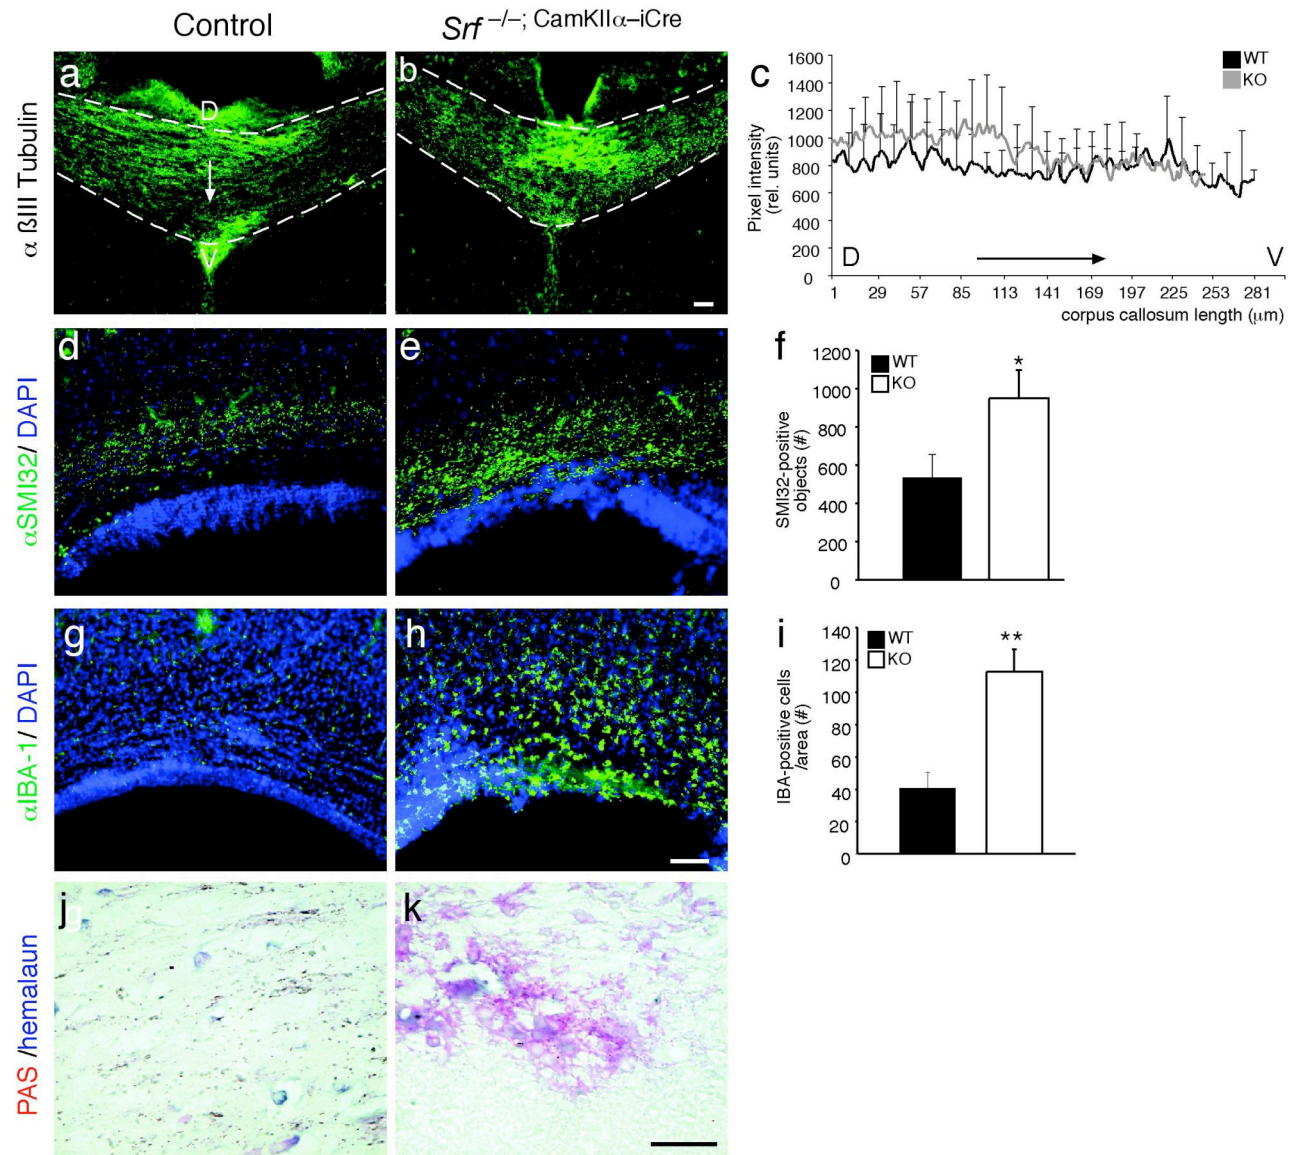 Control
Srf –/–; CamKIIα–iCre
α ßIII Tubulin
a
D
V
b
c
WT
KO
Pixel intensity
(rel. units)
1600
1400
1200
1000
800
600
400
200
0
D
V
1 29 57 85 113 141 169 197 225 253 281
corpus callosum length (µm)
αSMI32/ DAPI
d
e
f
WT
KO
*
SMI32-positive
objects (#)
1200
1000
800
600
400
200
0
αIBA-1/ DAPI
g
h
i
WT
KO
**
IBA-positive cells
/area (#)
140
120
100
80
60
40
20
0
PAS /hemalaun
j
g
k